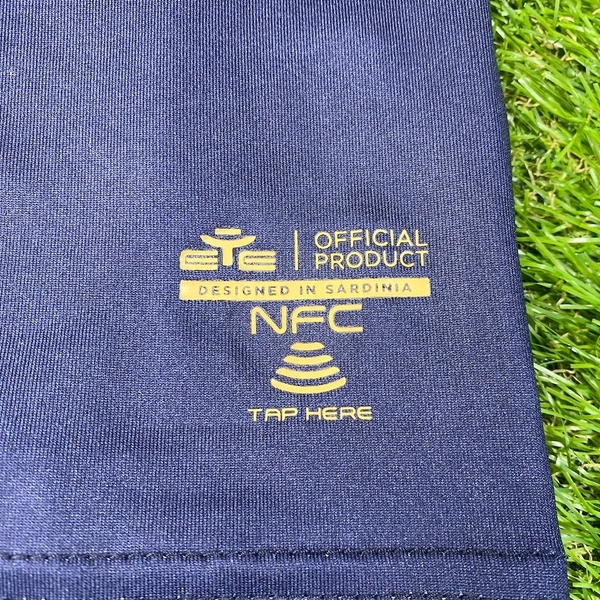 eYe | OFFICIAL
PRODUCT
DESIGNED IN SARDINIA
NFC
TAP HERE